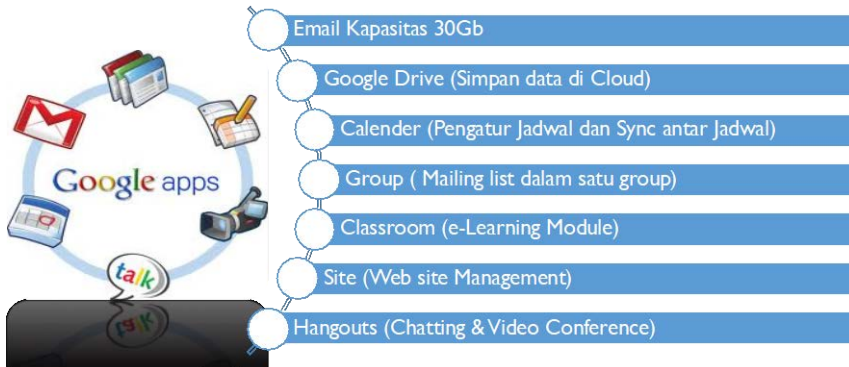 Google apps
talk
Email Kapasitas 30Gb
Google Drive (Simpan data di Cloud)
Calender (Pengatur Jadwal dan Sync antar Jadwal)
Group ( Mailing list dalam satu group)
Classroom (e-Learning Module)
Site (Web site Management)
Hangouts (Chatting & Video Conference)